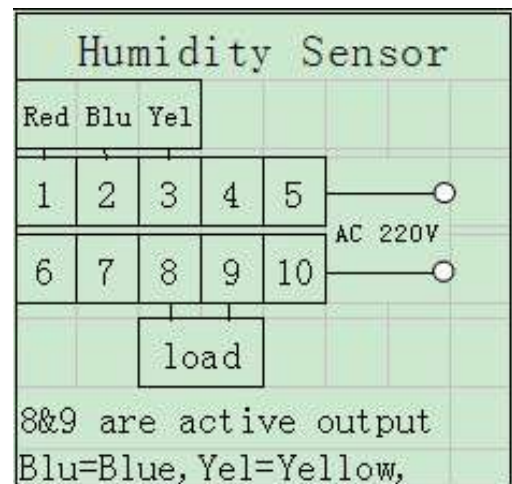 Humidity Sensor
Red Blu Yel
1 2 3 4 5
AC 220V
6 7 8 9 10
load
8&9 are active output
Blu=Blue, Yel=Yellow,